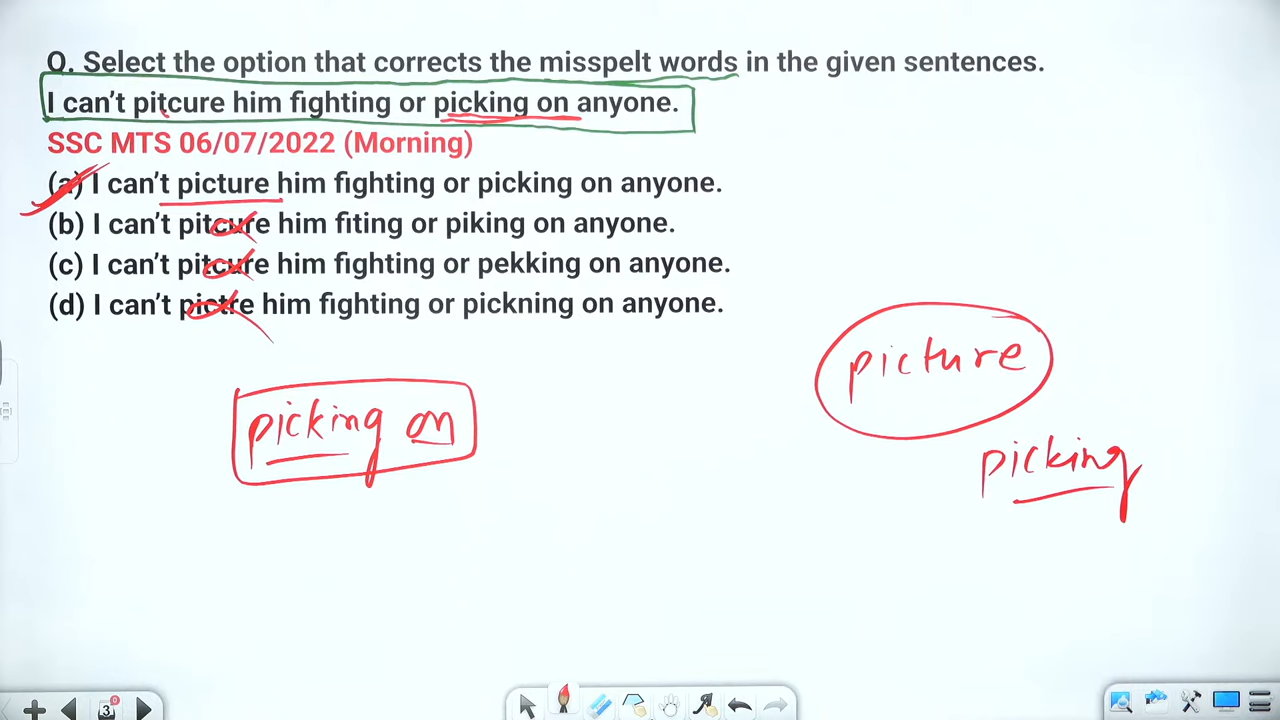 Q. Select the option that corrects the misspelt words in the given sentences.
I can't pitcure him fighting or picking on anyone.
SSC MTS 06/07/2022 (Morning)
(a) I can't picture him fighting or picking on anyone.
(b) I can't pitcure him fiting or piking on anyone.
(c) I can't pitcure him fighting or pekking on anyone.
(d) I can't pictre him fighting or pickning on anyone.
picture
picking on
picking
3
0